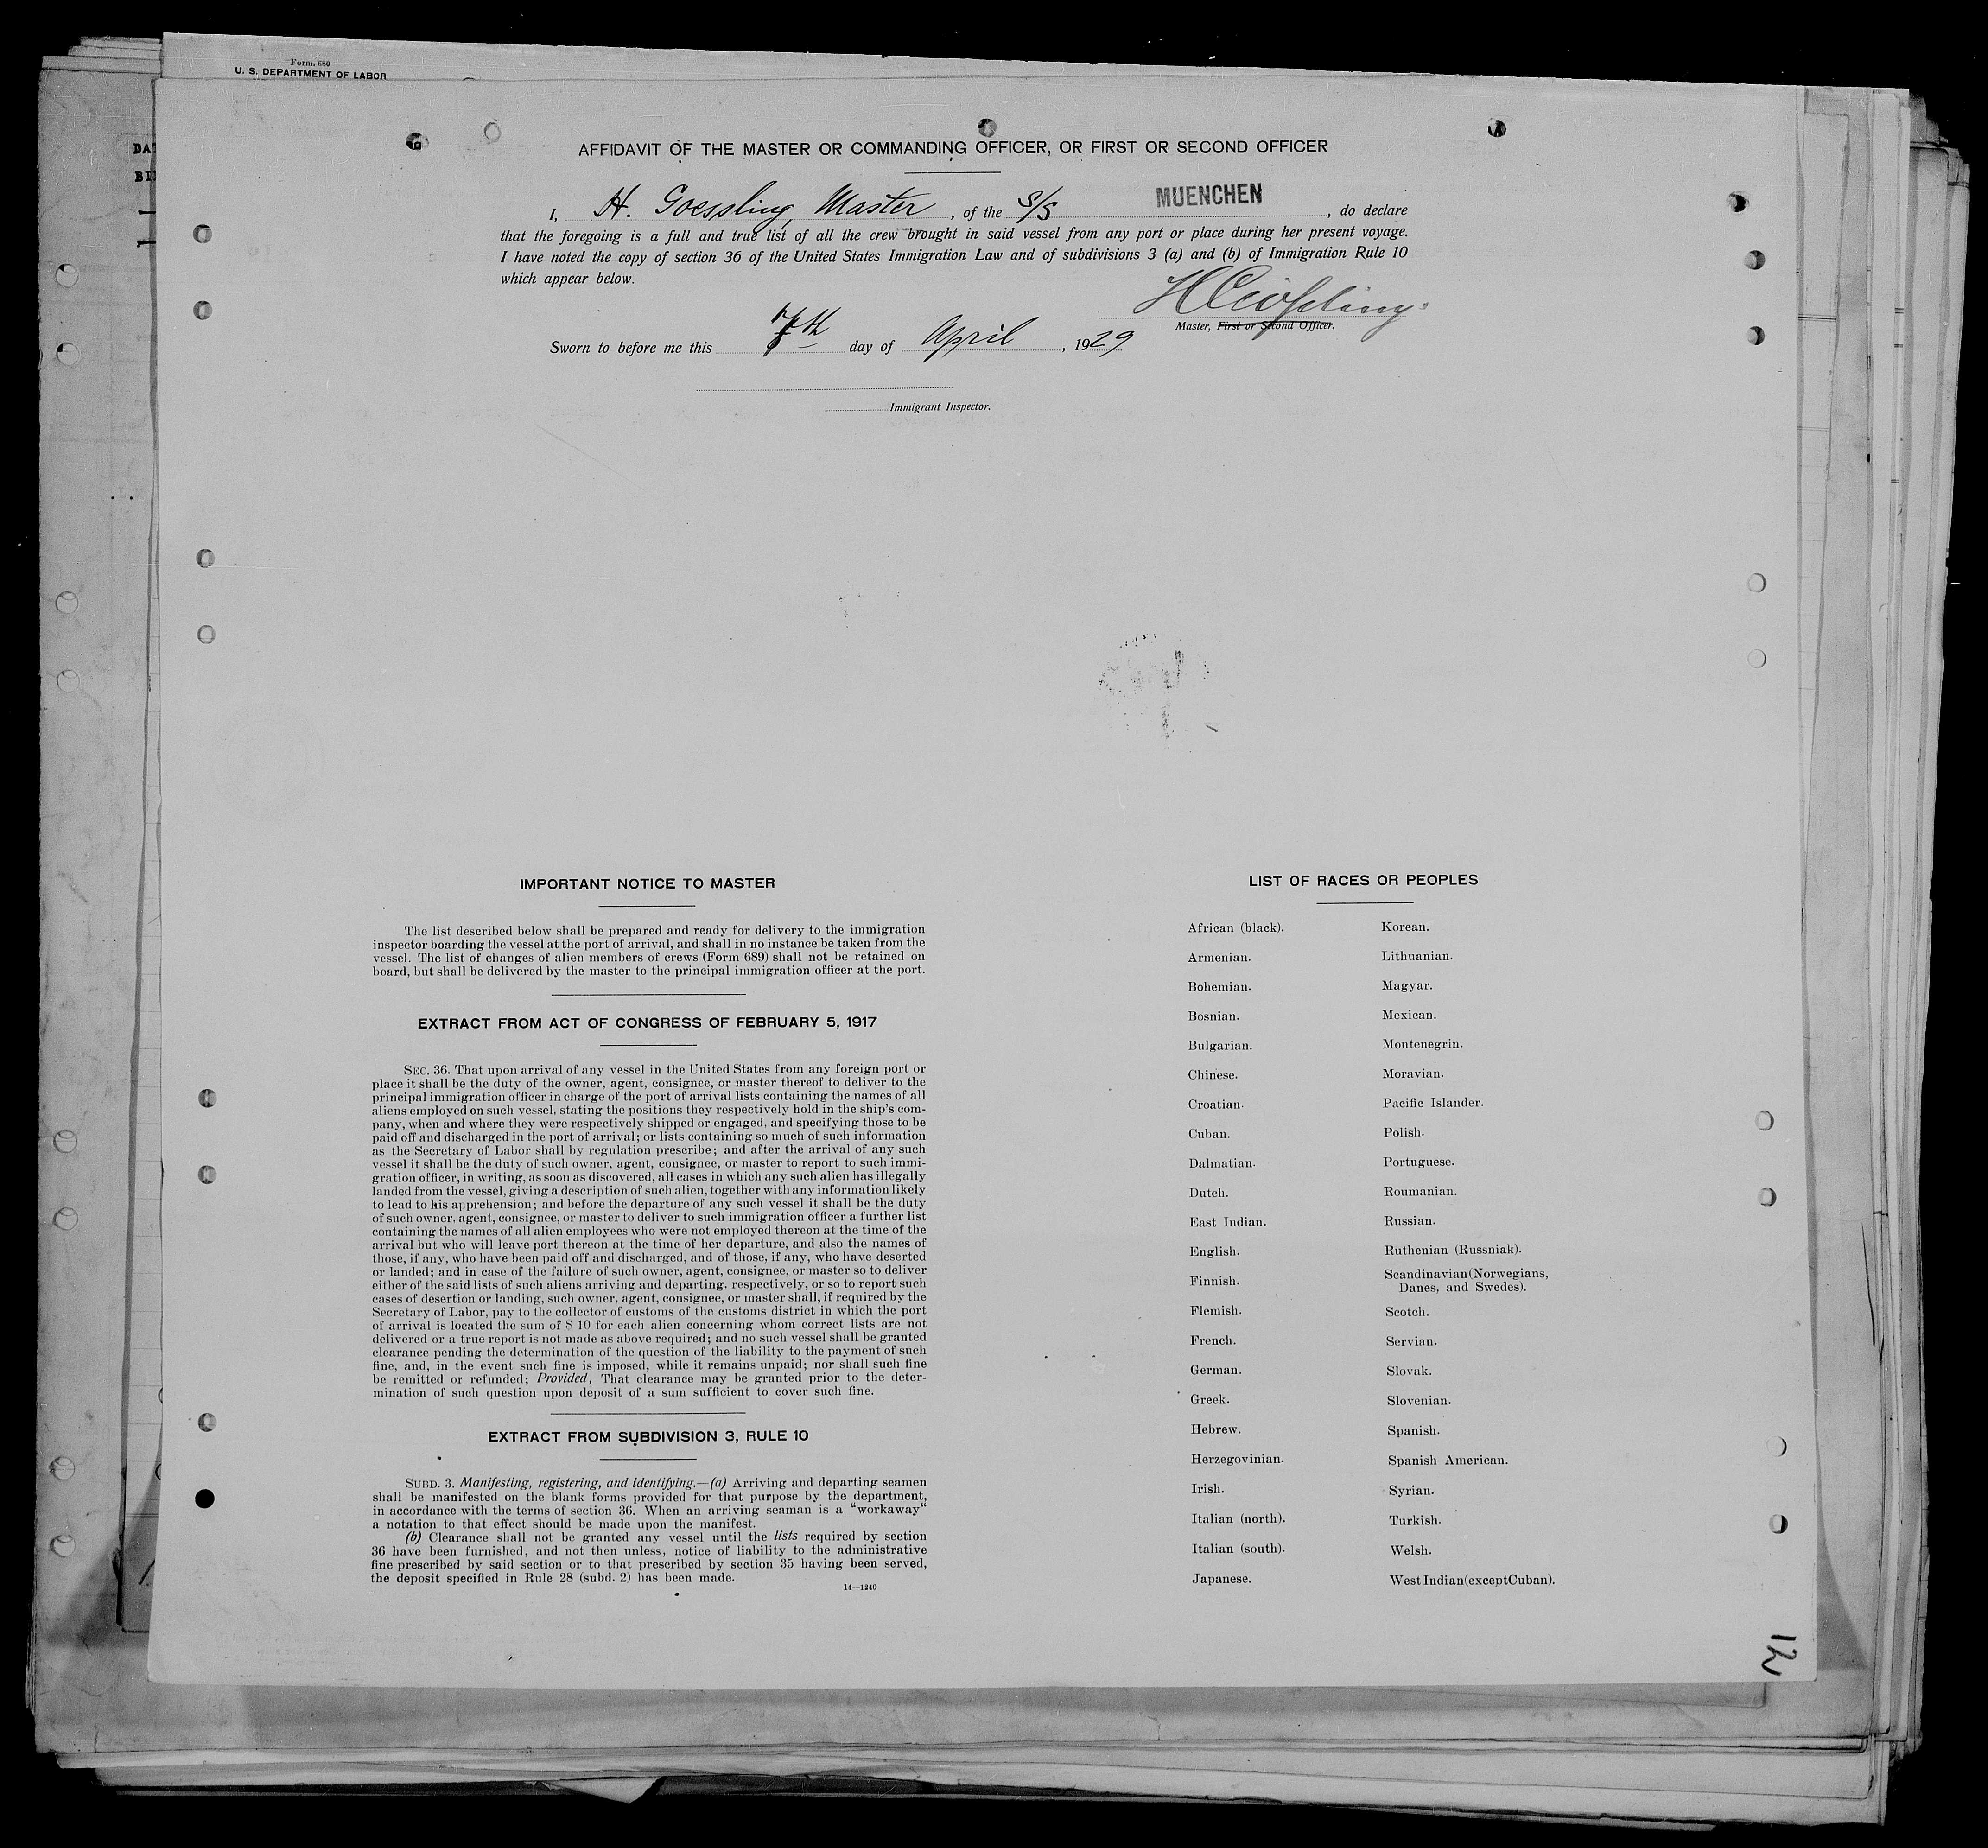 Form. 680
U. S. DEPARTMENT OF LABOR
AFFIDAVIT OF THE MASTER OR COMMANDING OFFICER, OR FIRST OR SECOND OFFICER
I, H. Goessling, Master, of the S/S MUENCHEN, do declare
that the foregoing is a full and true list of all the crew brought in said vessel from any port or place during her present voyage.
I have noted the copy of section 36 of the United States Immigration Law and of subdivisions 3 (a) and (b) of Immigration Rule 10
which appear below.
H Goessling
Master, First or Second Officer.
Sworn to before me this 7th day of April, 1929
Immigrant Inspector.
IMPORTANT NOTICE TO MASTER
The list described below shall be prepared and ready for delivery to the immigration
inspector boarding the vessel at the port of arrival, and shall in no instance be taken from the
vessel. The list of changes of alien members of crews (Form 689) shall not be retained on
board, but shall be delivered by the master to the principal immigration officer at the port.
EXTRACT FROM ACT OF CONGRESS OF FEBRUARY 5, 1917
SEC. 36. That upon arrival of any vessel in the United States from any foreign port or
place it shall be the duty of the owner, agent, consignee, or master thereof to deliver to the
principal immigration officer in charge of the port of arrival lists containing the names of all
aliens employed on such vessel, stating the positions they respectively hold in the ship's com-
pany, when and where they were respectively shipped or engaged, and specifying those to be
paid off and discharged in the port of arrival; or lists containing so much of such information
as the Secretary of Labor shall by regulation prescribe; and after the arrival of any such
vessel it shall be the duty of such owner, agent, consignee, or master to report to such immi-
gration officer, in writing, as soon as discovered, all cases in which any such alien has illegally
landed from the vessel, giving a description of such alien, together with any information likely
to lead to his apprehension; and before the departure of any such vessel it shall be the duty
of such owner, agent, consignee, or master to deliver to such immigration officer a further list
containing the names of all alien employees who were not employed thereon at the time of the
arrival but who will leave port thereon at the time of her departure, and also the names of
those, if any, who have been paid off and discharged, and of those, if any, who have deserted
or landed; and in case of the failure of such owner, agent, consignee, or master so to deliver
either of the said lists of such aliens arriving and departing, respectively, or so to report such
cases of desertion or landing, such owner, agent, consignee, or master shall, if required by the
Secretary of Labor, pay to the collector of customs of the customs district in which the port
of arrival is located the sum of $ 10 for each alien concerning whom correct lists are not
delivered or a true report is not made as above required; and no such vessel shall be granted
clearance pending the determination of the question of the liability to the payment of such
fine, and, in the event such fine is imposed, while it remains unpaid; nor shall such fine
be remitted or refunded; Provided, That clearance may be granted prior to the deter-
mination of such question upon deposit of a sum sufficient to cover such fine.
EXTRACT FROM SUBDIVISION 3, RULE 10
SUBD. 3. Manifesting, registering, and identifying.—(a) Arriving and departing seamen
shall be manifested on the blank forms provided for that purpose by the department,
in accordance with the terms of section 36. When an arriving seaman is a "workaway"
a notation to that effect should be made upon the manifest.
(b) Clearance shall not be granted any vessel until the lists required by section
36 have been furnished, and not then unless, notice of liability to the administrative
fine prescribed by said section or to that prescribed by section 35 having been served,
the deposit specified in Rule 28 (subd. 2) has been made.
14—1240
LIST OF RACES OR PEOPLES
African (black).
Armenian.
Bohemian.
Bosnian.
Bulgarian.
Chinese.
Croatian.
Cuban.
Dalmatian.
Dutch.
East Indian.
English.
Finnish.
Flemish.
French.
German.
Greek.
Hebrew.
Herzegovinian.
Irish.
Italian (north).
Italian (south).
Japanese.
Korean.
Lithuanian.
Magyar.
Mexican.
Montenegrin.
Moravian.
Pacific Islander.
Polish.
Portuguese.
Roumanian.
Russian.
Ruthenian (Russniak).
Scandinavian (Norwegians,
Danes, and Swedes).
Scotch.
Servian.
Slovak.
Slovenian.
Spanish.
Spanish American.
Syrian.
Turkish.
Welsh.
West Indian (except Cuban).
12